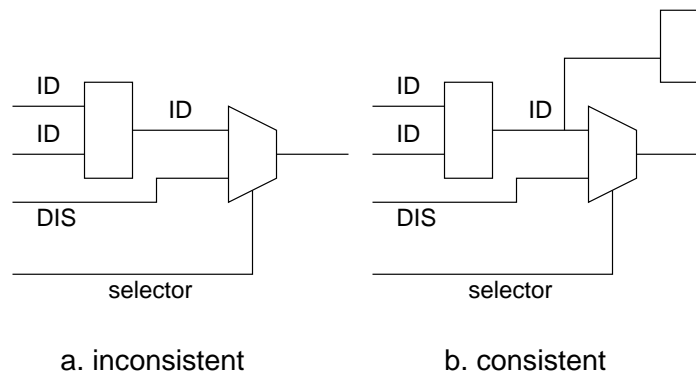 ID
ID
ID
DIS
selector
a. inconsistent
ID
ID
ID
DIS
selector
b. consistent